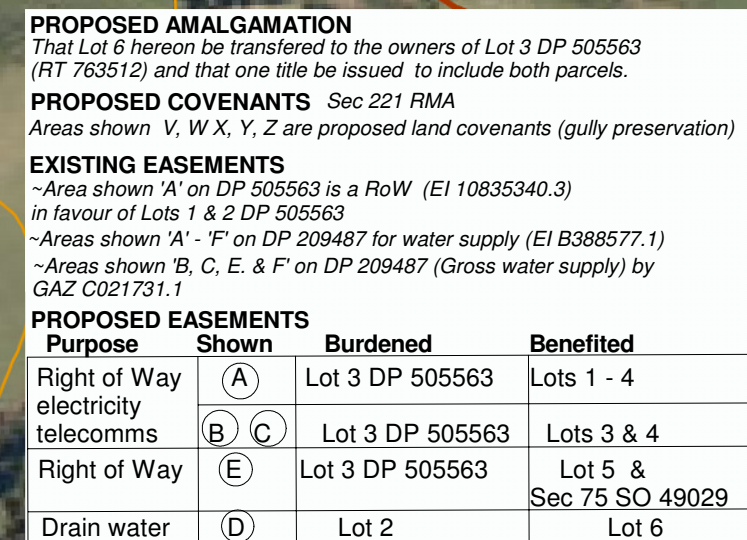 PROPOSED AMALGAMATION
That Lot 6 hereon be transfered to the owners of Lot 3 DP 505563
(RT 763512) and that one title be issued to include both parcels.
PROPOSED COVENANTS Sec 221 RMA
Areas shown V, W X, Y, Z are proposed land covenants (gully preservation)
EXISTING EASEMENTS
~Area shown 'A' on DP 505563 is a RoW (EI 10835340.3)
in favour of Lots 1 & 2 DP 505563
~Areas shown 'A' - 'F' on DP 209487 for water supply (EI B388577.1)
~Areas shown 'B, C, E. & F' on DP 209487 (Gross water supply) by
GAZ C021731.1
PROPOSED EASEMENTS
Purpose Shown Burdened Benefited
Right of Way A Lot 3 DP 505563 Lots 1 - 4
electricity
telecomms B C Lot 3 DP 505563 Lots 3 & 4
Right of Way E Lot 3 DP 505563 Lot 5 &
Sec 75 SO 49029
Drain water D Lot 2 Lot 6